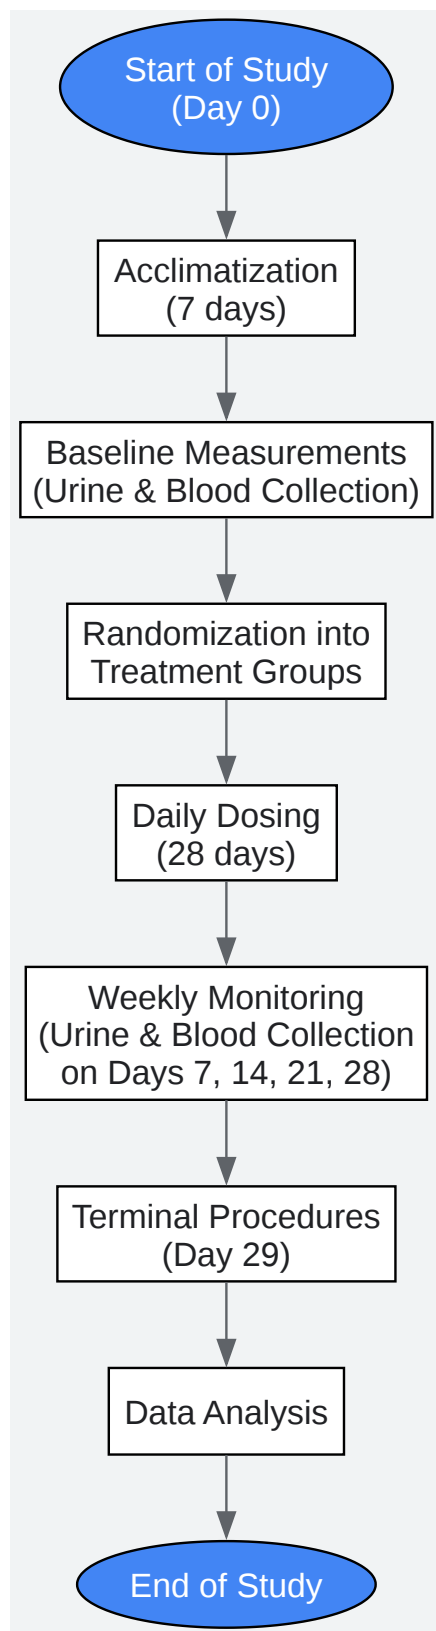 Start of Study
(Day 0)
Acclimatization
(7 days)
Baseline Measurements
(Urine & Blood Collection)
Randomization into
Treatment Groups
Daily Dosing
(28 days)
Weekly Monitoring
(Urine & Blood Collection
on Days 7, 14, 21, 28)
Terminal Procedures
(Day 29)
Data Analysis
End of Study